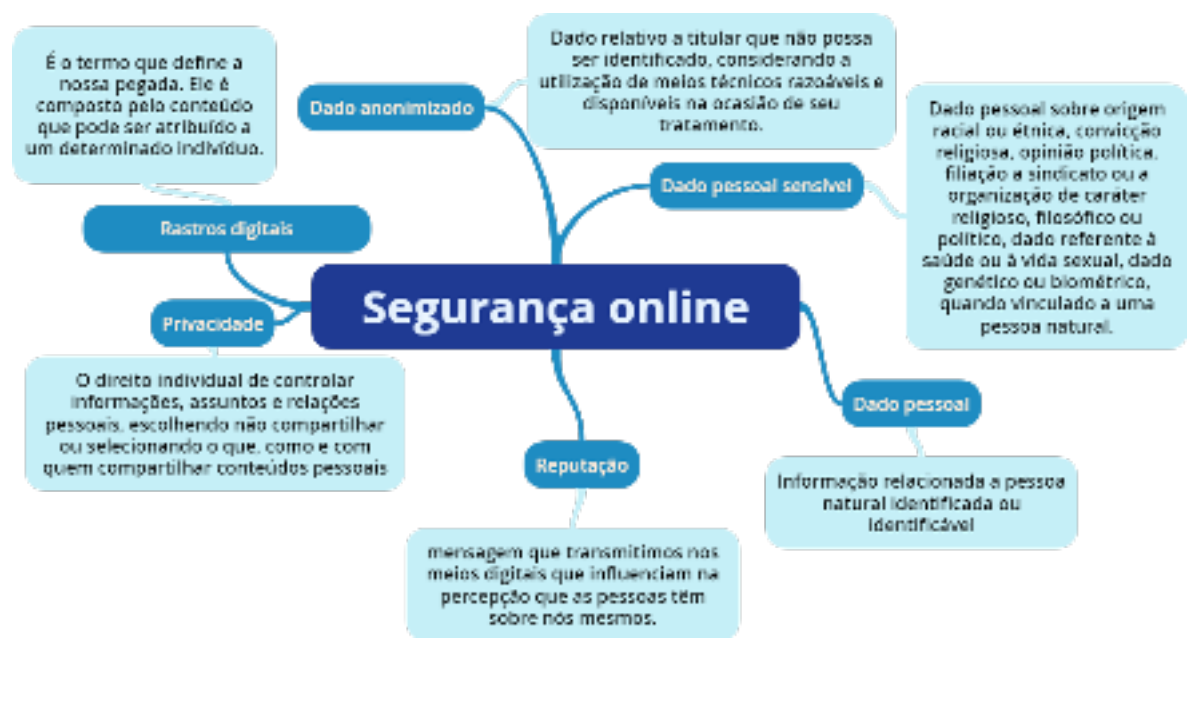 É o termo que define a
nossa pegada. Ele é
composto pelo conteúdo
que pode ser atribuído a
um determinado indivíduo.
Rastros digitais
Dado anonimizado
Dado relativo a titular que não possa
ser identificado, considerando a
utilização de meios técnicos razoáveis e
disponíveis na ocasião de seu
tratamento.
Dado pessoal sensível
Dado pessoal sobre origem
racial ou étnica, convicção
religiosa, opinião política,
filiação a sindicato ou a
organização de caráter
religioso, filosófico ou
político, dado referente à
saúde ou à vida sexual, dado
genético ou biométrico,
quando vinculado a uma
pessoa natural.
Segurança online
Privacidade
O direito individual de controlar
informações, assuntos e relações
pessoais, escolhendo não compartilhar
ou selecionando o que, como e com
quem compartilhar conteúdos pessoais
Reputação
mensagem que transmitimos nos
meios digitais que influenciam na
percepção que as pessoas têm
sobre nós mesmos.
Dado pessoal
Informação relacionada a pessoa
natural identificada ou
identificável